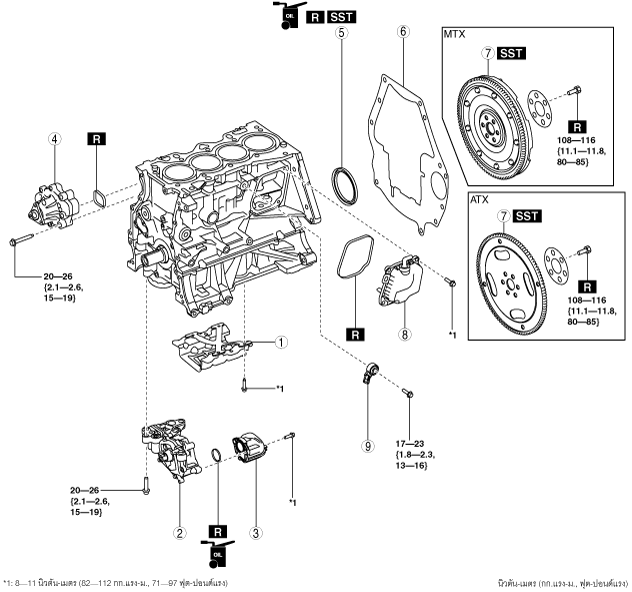 OIL
R SST
5
6
MTX
7 SST
R
108—116
{11.1—11.8,
80—85}
4
R
20—26
{2.1—2.6,
15—19}
ATX
7 SST
R
108—116
{11.1—11.8,
80—85}
R
8
*1
1
*1
9
17—23
{1.8—2.3,
13—16}
20—26
{2.1—2.6,
15—19}
2
R
OIL
3
*1
*1: 8—11 นิวตัน-เมตร {82—112 กก.แรง-ม., 71—97 ฟุต-ปอนด์แรง}
นิวตัน-เมตร {กก.แรง-ม., ฟุต-ปอนด์แรง}